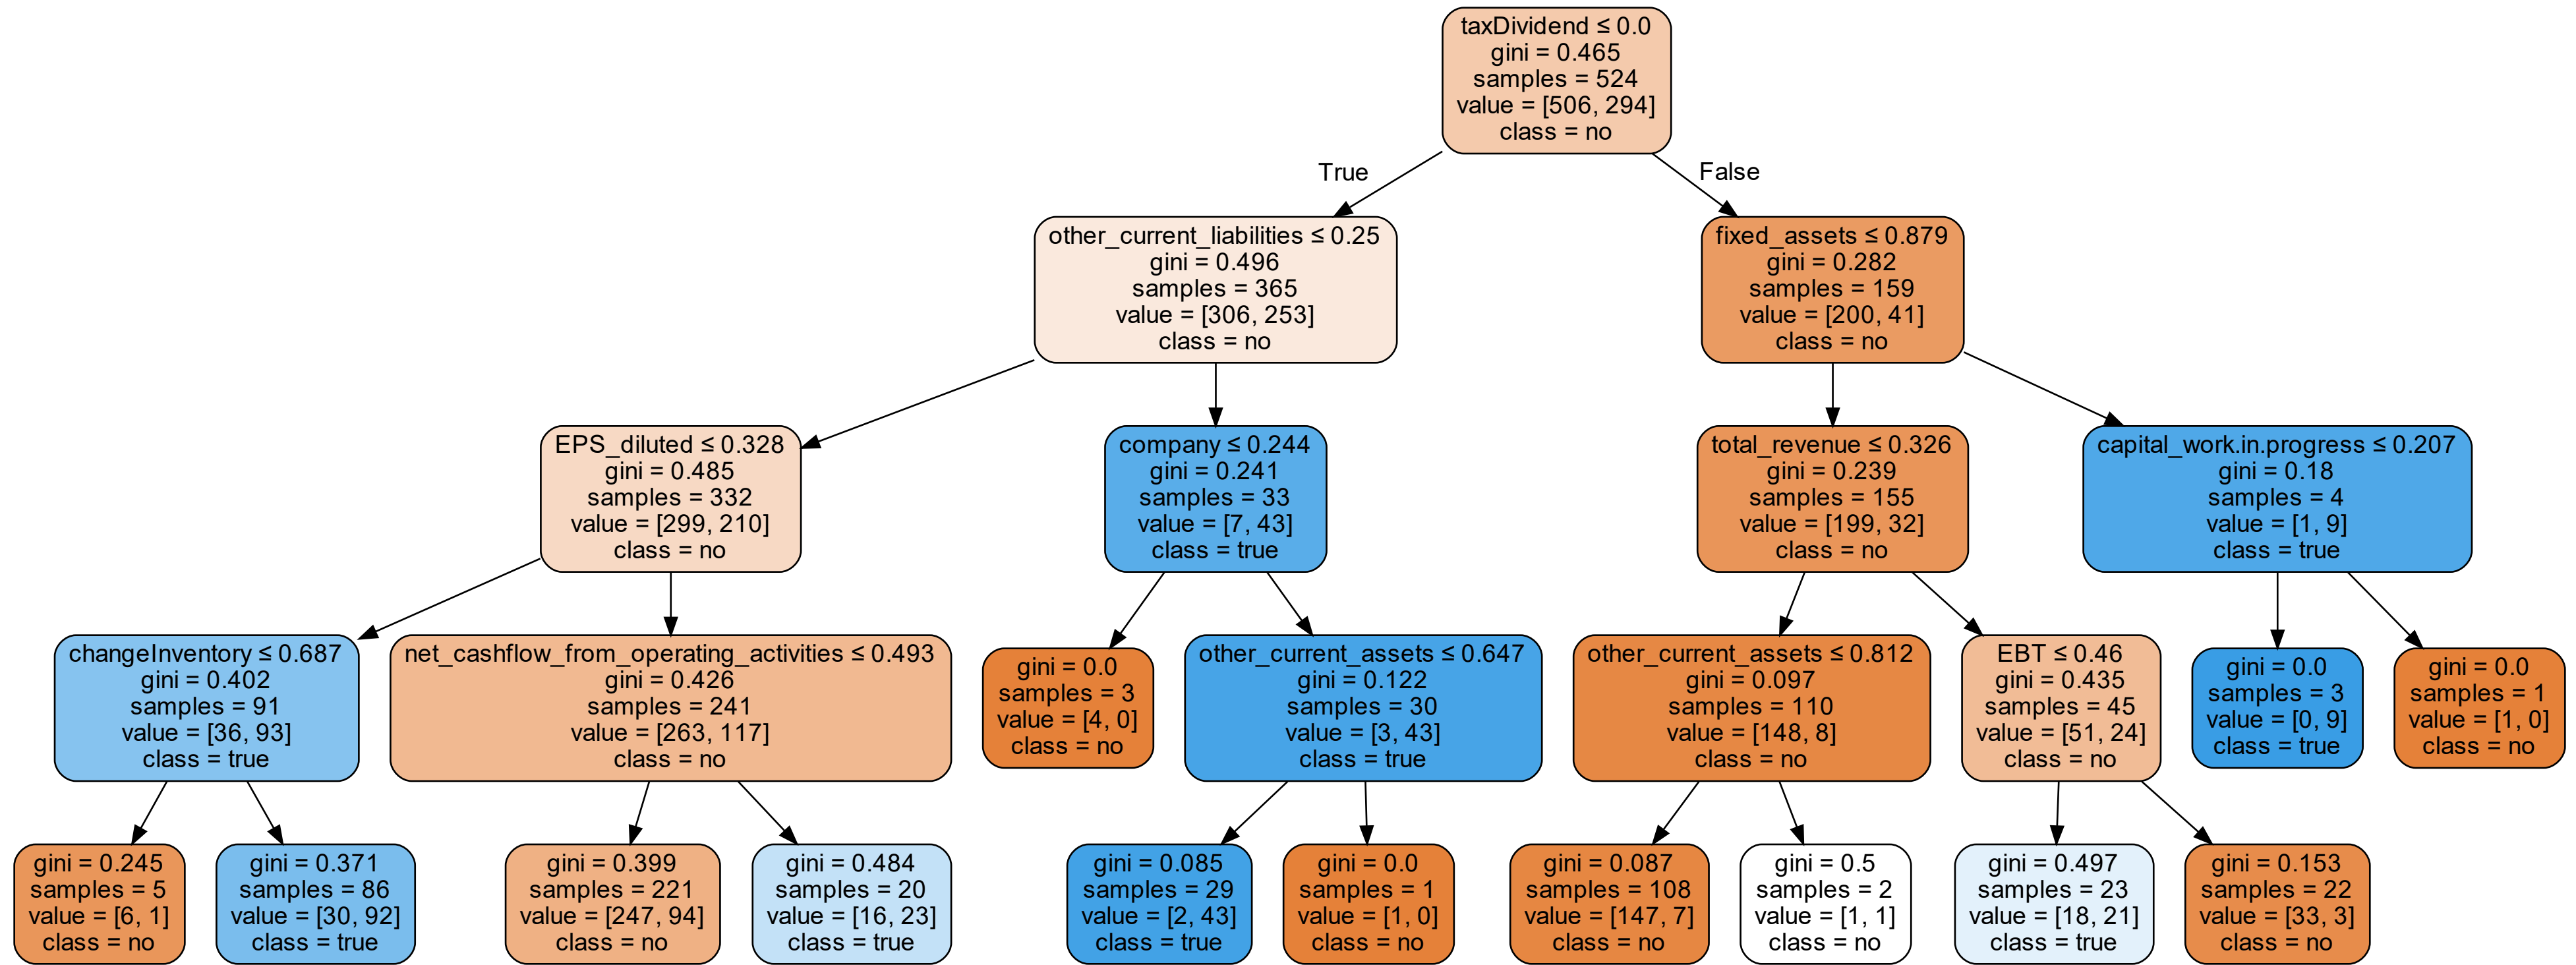 taxDividend ≤ 0.0
gini = 0.465
samples = 524
value = [506, 294]
class = no
True
False
other_current_liabilities ≤ 0.25
gini = 0.496
samples = 365
value = [306, 253]
class = no
fixed_assets ≤ 0.879
gini = 0.282
samples = 159
value = [200, 41]
class = no
EPS_diluted ≤ 0.328
gini = 0.485
samples = 332
value = [299, 210]
class = no
company ≤ 0.244
gini = 0.241
samples = 33
value = [7, 43]
class = true
total_revenue ≤ 0.326
gini = 0.239
samples = 155
value = [199, 32]
class = no
capital_work.in.progress ≤ 0.207
gini = 0.18
samples = 4
value = [1, 9]
class = true
changeInventory ≤ 0.687
gini = 0.402
samples = 91
value = [36, 93]
class = true
net_cashflow_from_operating_activities ≤ 0.493
gini = 0.426
samples = 241
value = [263, 117]
class = no
gini = 0.0
samples = 3
value = [4, 0]
class = no
other_current_assets ≤ 0.647
gini = 0.122
samples = 30
value = [3, 43]
class = true
other_current_assets ≤ 0.812
gini = 0.097
samples = 110
value = [148, 8]
class = no
EBT ≤ 0.46
gini = 0.435
samples = 45
value = [51, 24]
class = no
gini = 0.0
samples = 3
value = [0, 9]
class = true
gini = 0.0
samples = 1
value = [1, 0]
class = no
gini = 0.245
samples = 5
value = [6, 1]
class = no
gini = 0.371
samples = 86
value = [30, 92]
class = true
gini = 0.399
samples = 221
value = [247, 94]
class = no
gini = 0.484
samples = 20
value = [16, 23]
class = true
gini = 0.085
samples = 29
value = [2, 43]
class = true
gini = 0.0
samples = 1
value = [1, 0]
class = no
gini = 0.087
samples = 108
value = [147, 7]
class = no
gini = 0.5
samples = 2
value = [1, 1]
class = no
gini = 0.497
samples = 23
value = [18, 21]
class = true
gini = 0.153
samples = 22
value = [33, 3]
class = no